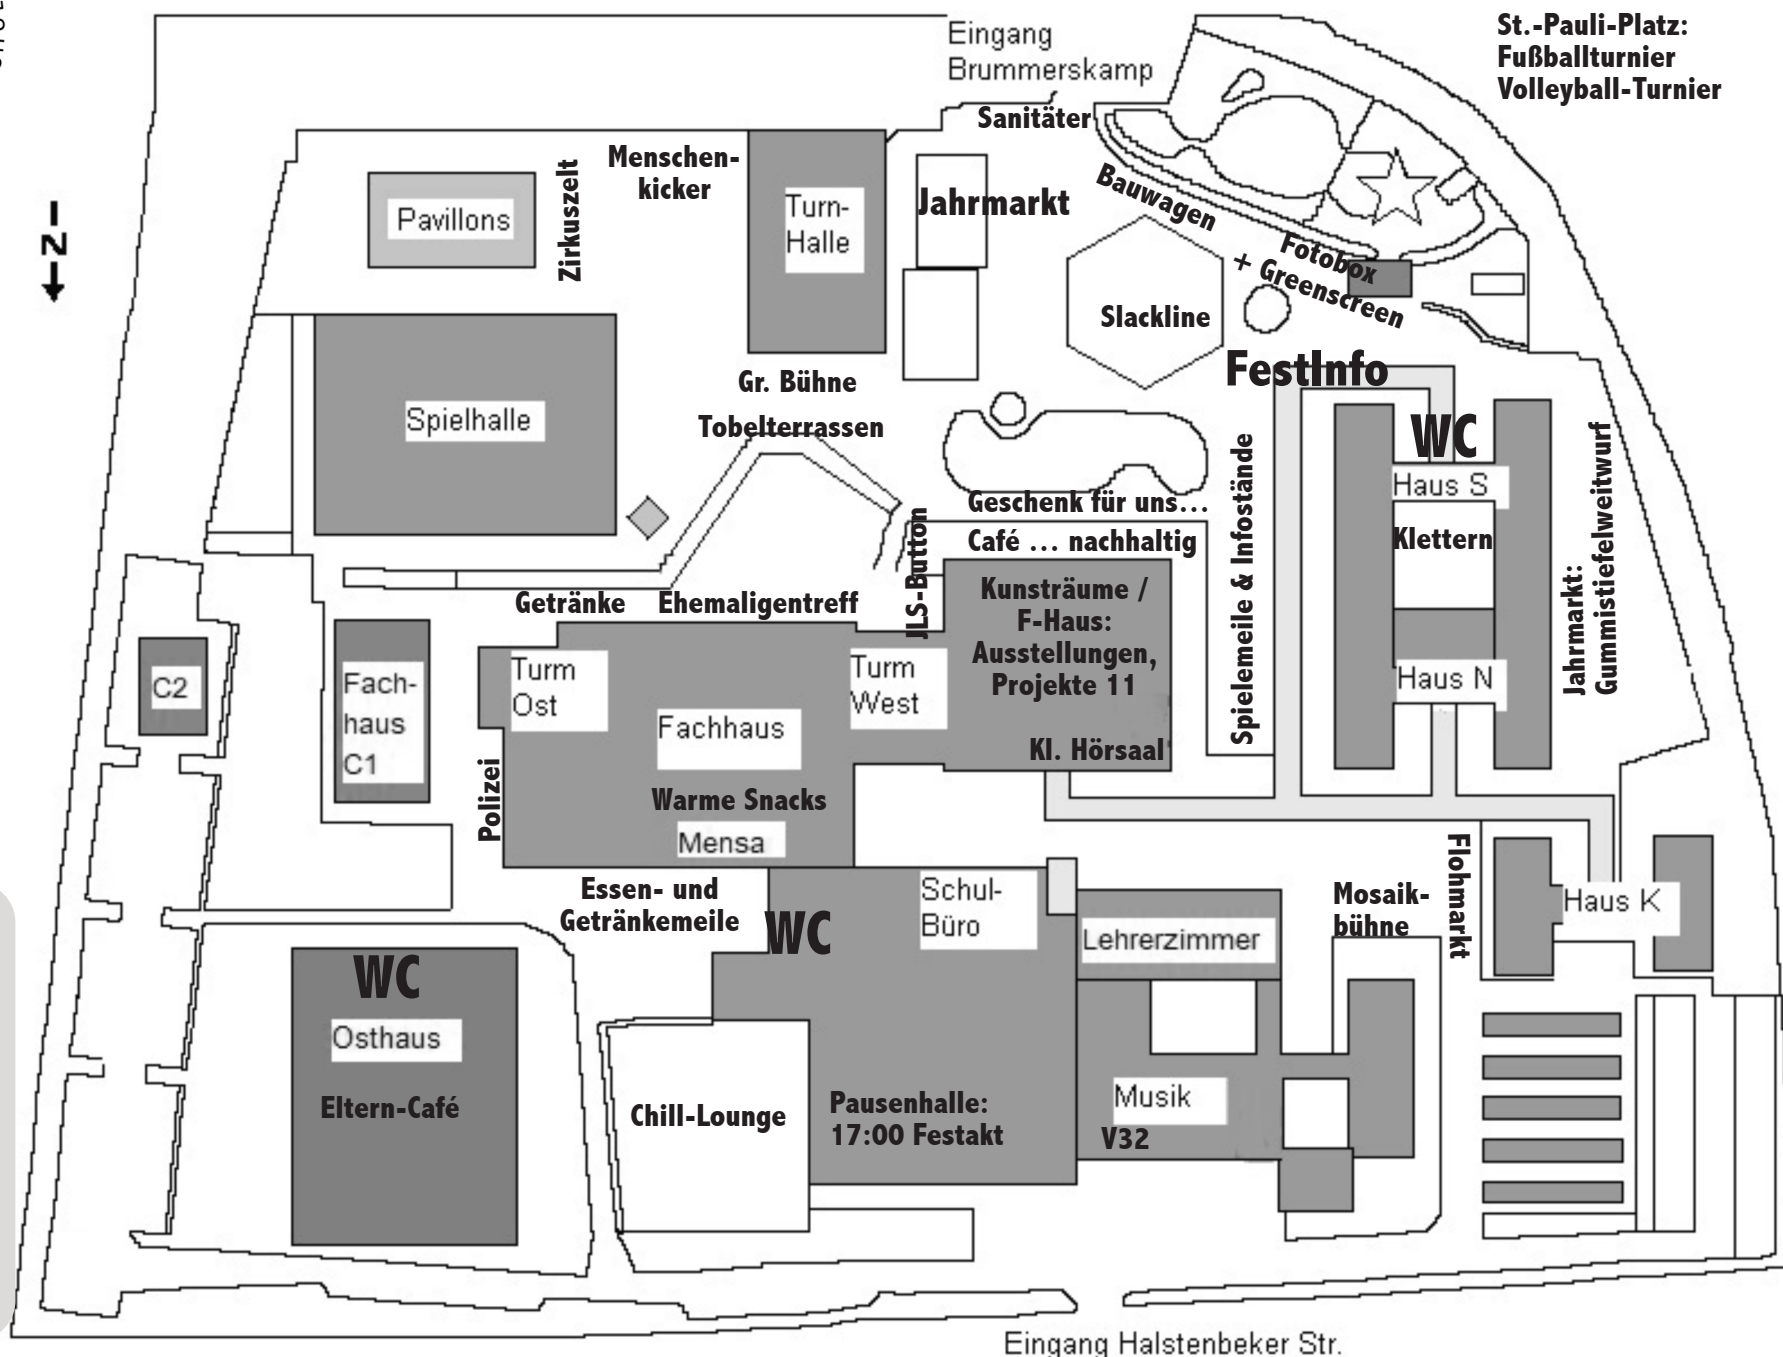 Eingang
Brummerskamp
St.-Pauli-Platz:
Fußballturnier
Volleyball-Turnier
Sanitäter
Menschen-
kicker
Zirkuszelt
Pavillons
Turn-
Halle
Jahrmarkt
Bauwagen
Fotobox
+ Greenscreen
N
Slackline
FestInfo
Gr. Bühne
Tobelterrassen
Spielhalle
WC
Haus S
Klettern
Haus N
Jahrmarkt:
Gummistiefelweitwurf
Spielemeile & Infostände
Geschenk für uns...
Café ... nachhaltig
JLS-Button
Kunsträume /
F-Haus:
Ausstellungen,
Projekte 11
Kl. Hörsaal
Getränke
Ehemaligentreff
Turm
Ost
Turm
West
Fachhaus
Warme Snacks
Mensa
C2
Fach-
haus
C1
Polizei
Essen- und
Getränkemeile
WC
Schul-
Büro
Lehrerzimmer
Mosaik-
bühne
Flohmarkt
Haus K
WC
Osthaus
Eltern-Café
Chill-Lounge
Pausenhalle:
17:00 Festakt
Musik
V32
Eingang Halstenbeker Str.